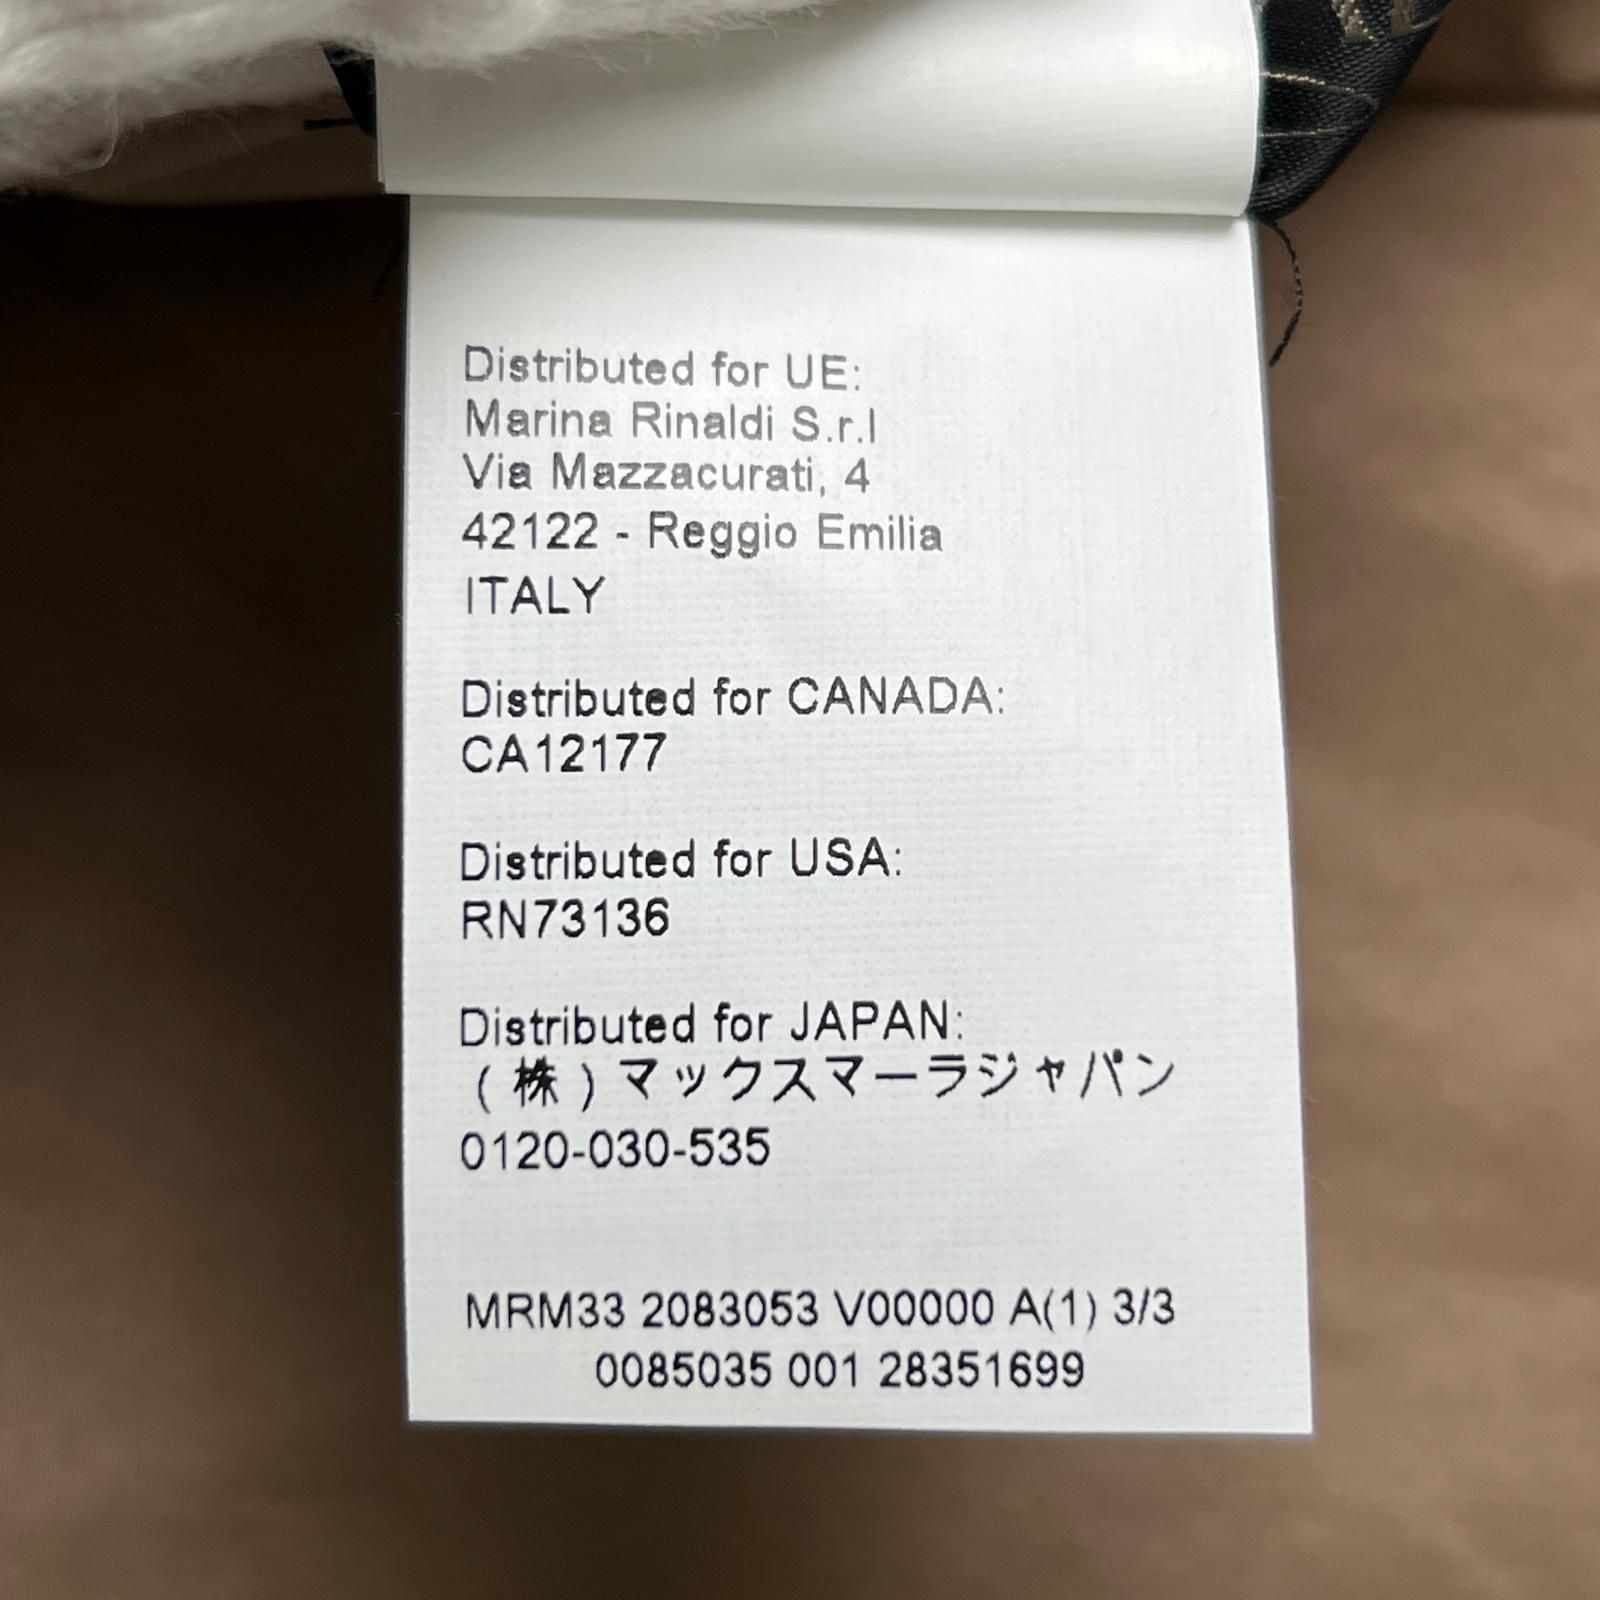 Distributed for UE:
Marina Rinaldi S.r.l
Via Mazzacurati, 4
42122 - Reggio Emilia
ITALY
Distributed for CANADA:
CA12177
Distributed for USA:
RN73136
Distributed for JAPAN:
(株)マックスマーラジャパン
0120-030-535
MRM33 2083053 V00000 A(1) 3/3
0085035 001 28351699